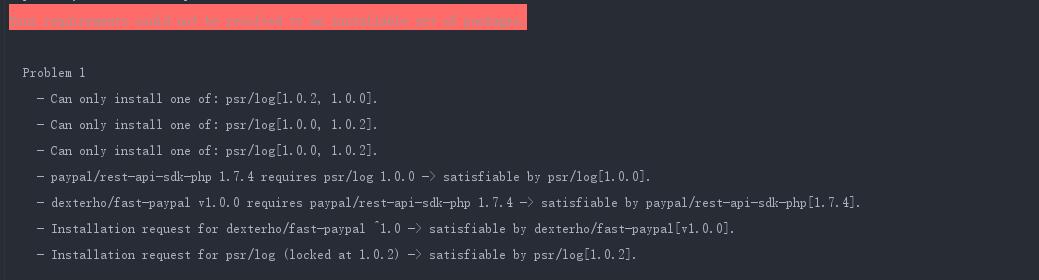 Your requirements could not be resolved to an installable set of packages.
Problem 1
- Can only install one of: psr/log[1.0.2, 1.0.0].
- Can only install one of: psr/log[1.0.0, 1.0.2].
- Can only install one of: psr/log[1.0.0, 1.0.2].
- paypal/rest-api-sdk-php 1.7.4 requires psr/log 1.0.0 -> satisfiable by psr/log[1.0.0].
- dexterho/fast-paypal v1.0.0 requires paypal/rest-api-sdk-php 1.7.4 -> satisfiable by paypal/rest-api-sdk-php[1.7.4].
- Installation request for dexterho/fast-paypal ^1.0 -> satisfiable by dexterho/fast-paypal[v1.0.0].
- Installation request for psr/log (locked at 1.0.2) -> satisfiable by psr/log[1.0.2].